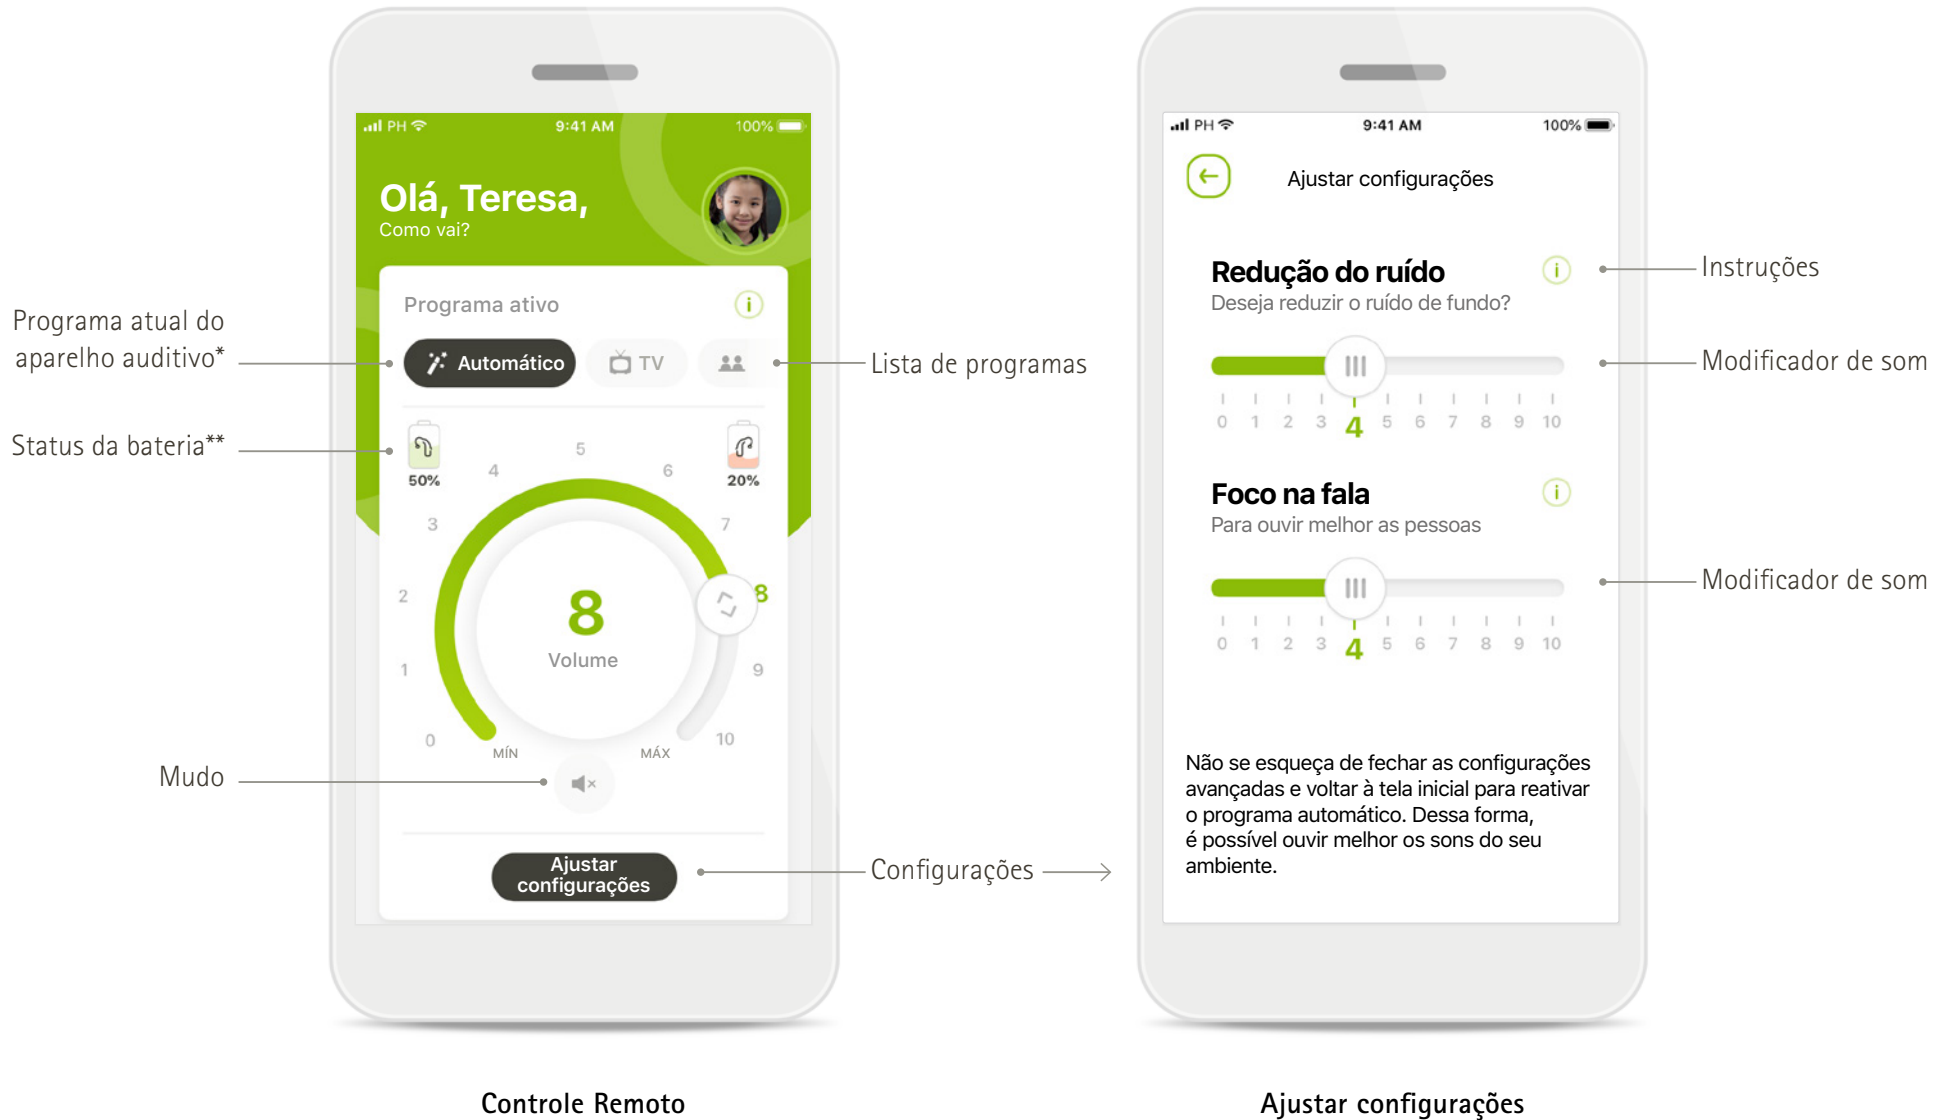 PH
9:41 AM
100%
Olá, Teresa,
Como vai?
Programa ativo
Automático
TV
50%
20%
0
1
2
3
4
5
6
7
8
9
10
8
Volume
MÍN
MÁX
Ajustar
configurações
Programa atual do
aparelho auditivo*
Status da bateria**
Mudo
Lista de programas
Configurações
Controle Remoto
PH
9:41 AM
100%
Ajustar configurações
Redução do ruído
Deseja reduzir o ruído de fundo?
0 1 2 3 4 5 6 7 8 9 10
Foco na fala
Para ouvir melhor as pessoas
0 1 2 3 4 5 6 7 8 9 10
Não se esqueça de fechar as configurações
avançadas e voltar à tela inicial para reativar
o programa automático. Dessa forma,
é possível ouvir melhor os sons do seu
ambiente.
Instruções
Modificador de som
Modificador de som
Ajustar configurações